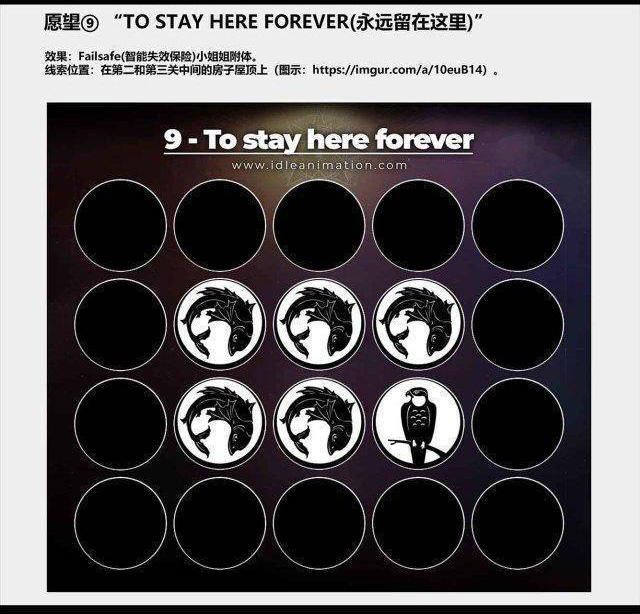 愿望⑨ “TO STAY HERE FOREVER(永远留在这里)”
效果：Failsafe(智能失效保险)小姐姐附体。
线索位置：在第二和第三关中间的房子屋顶上（图示：https://imgur.com/a/10euB14）。
9 - To stay here forever
www.idleanimation.com